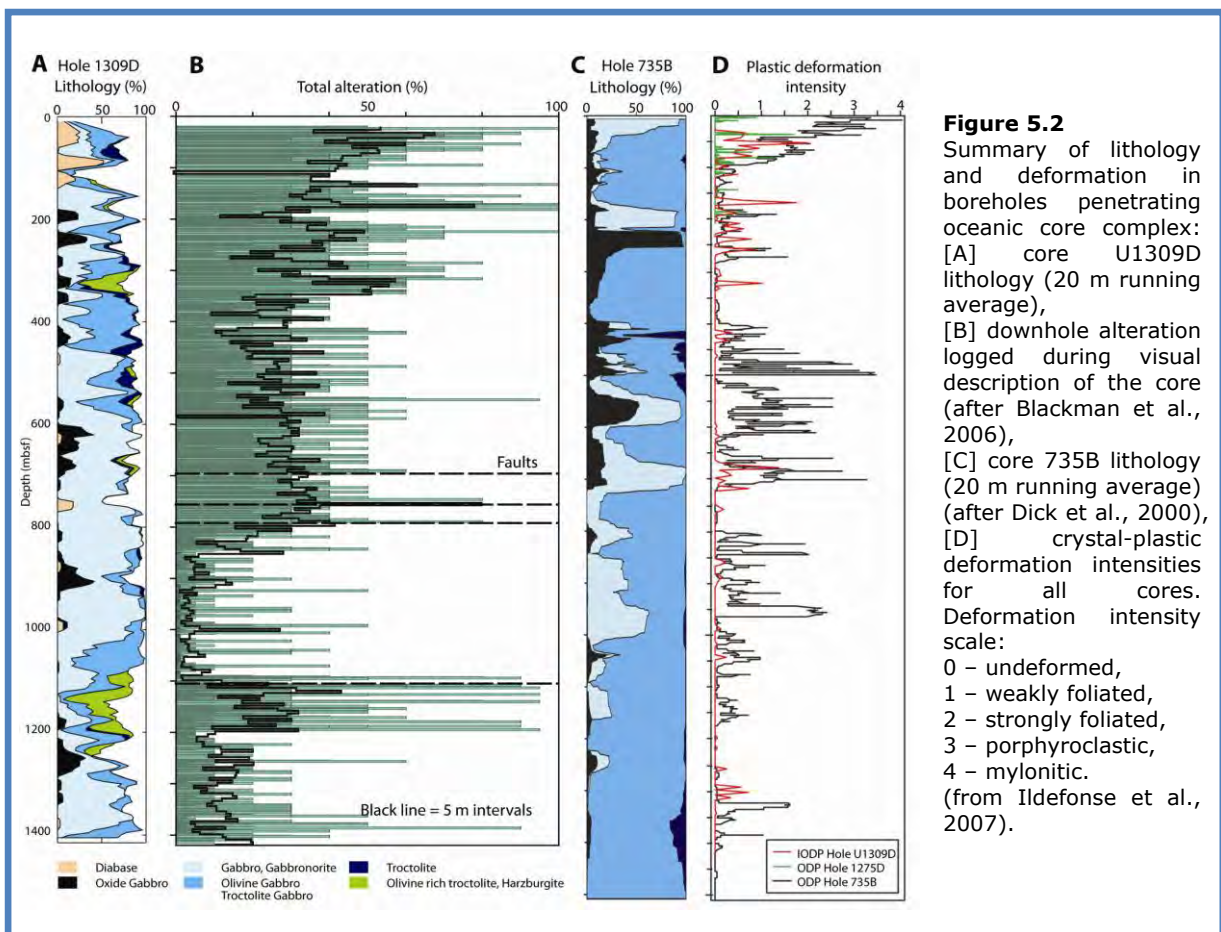 A Hole 1309D
Lithology (%)
0 50 100
B
Total alteration (%)
0 50 100
C Hole 735B
Lithology (%)
0 50 100
D Plastic deformation
intensity
0 1 2 3 4
Depth (mbsf)
0
200
400
600
800
1000
1200
1400
Faults
Black line = 5 m intervals
Diabase
Oxide Gabbro
Gabbro, Gabbronorite
Olivine Gabbro
Troctolite Gabbro
Troctolite
Olivine rich troctolite, Harzburgite
IODP Hole U1309D
ODP Hole 1275D
ODP Hole 735B
Figure 5.2
Summary of lithology
and deformation in
boreholes penetrating
oceanic core complex:
[A] core U1309D
lithology (20 m running
average),
[B] downhole alteration
logged during visual
description of the core
(after Blackman et al.,
2006),
[C] core 735B lithology
(20 m running average)
(after Dick et al., 2000),
[D] crystal-plastic
deformation intensities
for all cores.
Deformation intensity
scale:
0 – undeformed,
1 – weakly foliated,
2 – strongly foliated,
3 – porphyroclastic,
4 – mylonitic.
(from Ildefonse et al.,
2007).